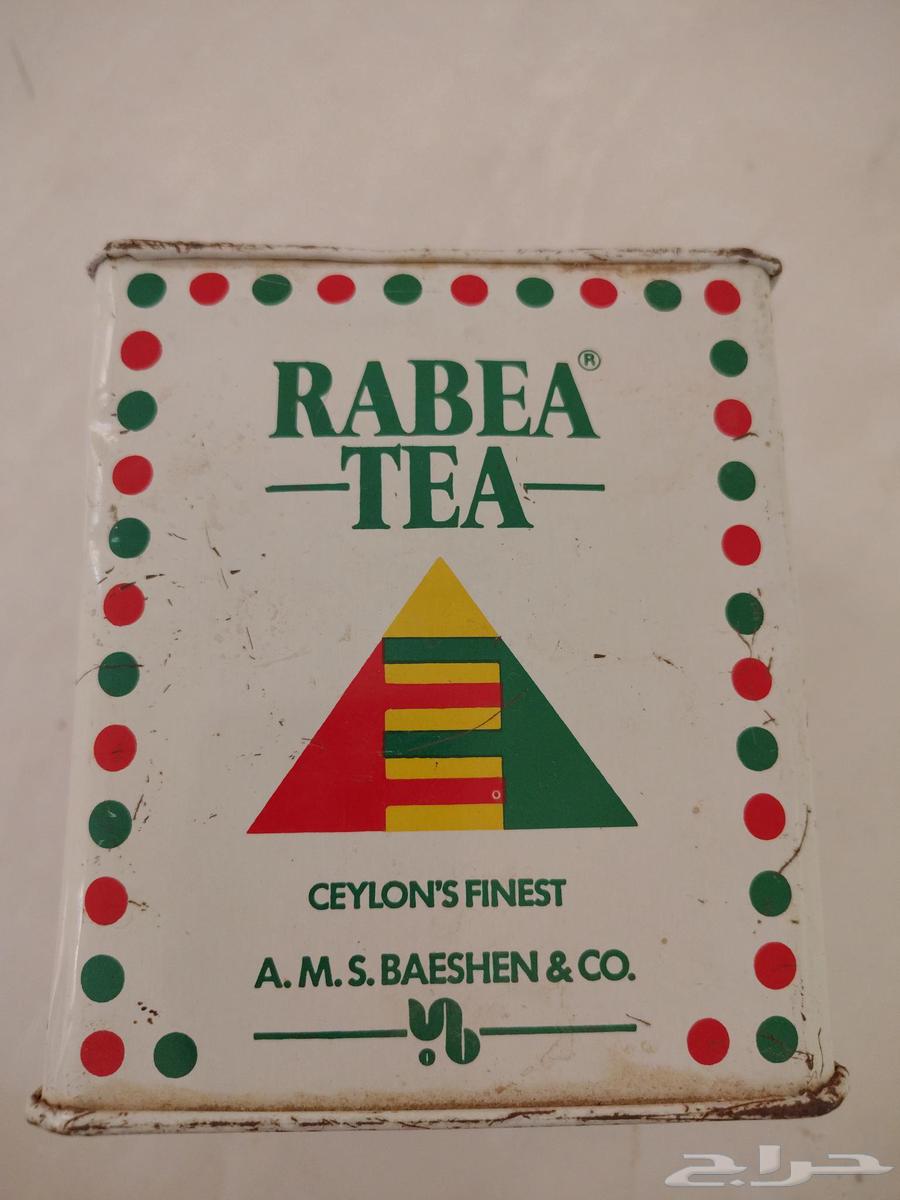 RABEA®
TEA
CEYLON'S FINEST
A. M. S. BAESHEN & CO.
حراج